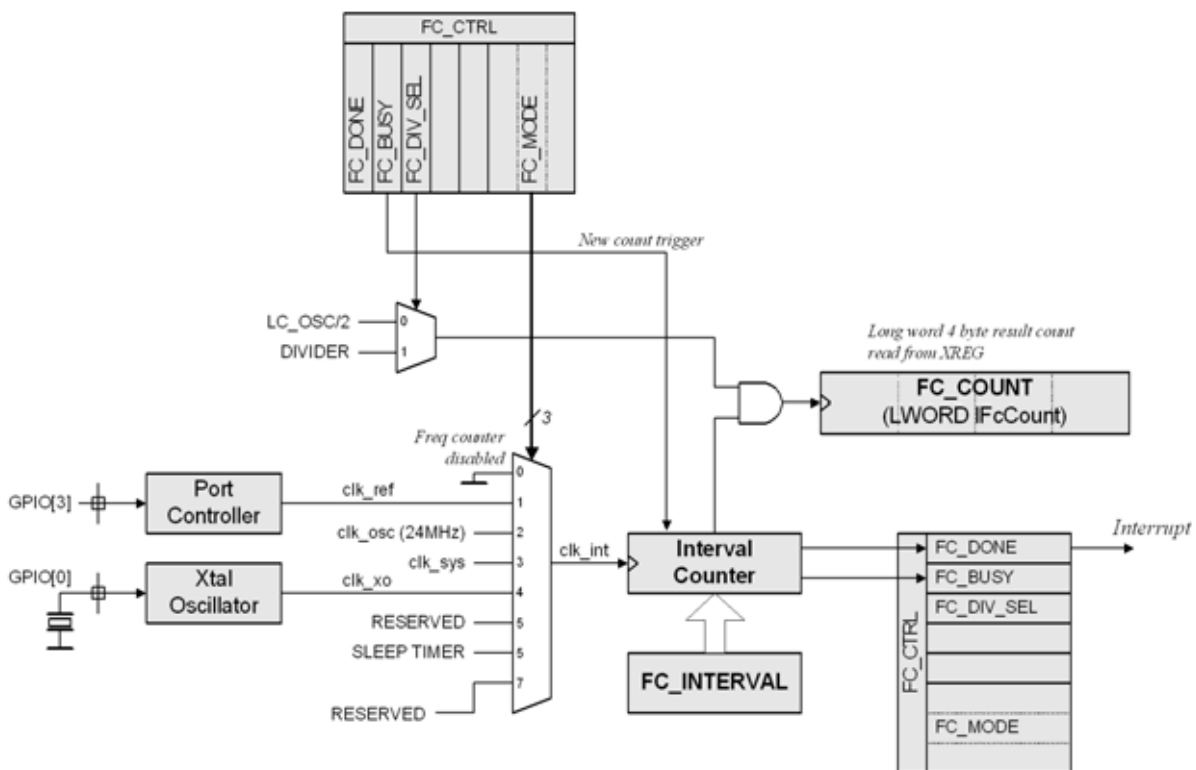 FC_CTRL
FC_DONE
FC_BUSY
FC_DIV_SEL
FC_MODE
New count trigger
LC_OSC/2
0
DIVIDER
1
Long word 4 byte result count
read from XREG
FC_COUNT
(LWORD lFcCount)
3
Freq counter
disabled
0
GPIO[3]
Port
Controller
clk_ref
1
clk_osc (24MHz)
2
clk_sys
3
GPIO[0]
Xtal
Oscillator
clk_xo
4
RESERVED
5
SLEEP TIMER
5
RESERVED
7
clk_int
Interval
Counter
FC_INTERVAL
FC_CTRL
FC_DONE
FC_BUSY
FC_DIV_SEL
FC_MODE
Interrupt